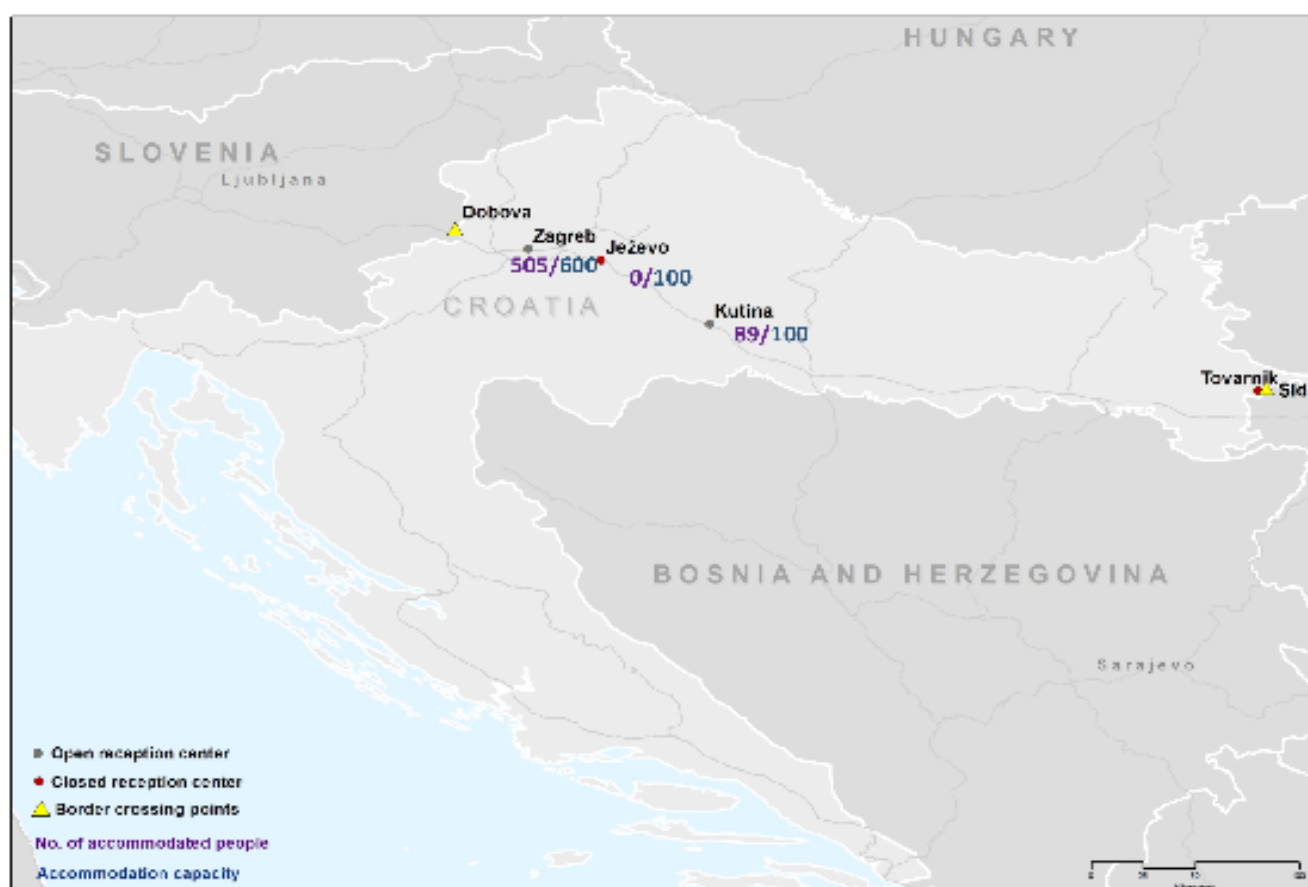 HUNGARY
SLOVENIA
Ljubljana
Dobova
Zagreb
Ježevo
505/600
0/100
CROATIA
Kutina
89/100
Tovarnik
Sid
BOSNIA AND HERZEGOVINA
Sarajevo
Open reception center
Closed reception center
Border crossing points
No. of accommodated people
Accommodation capacity